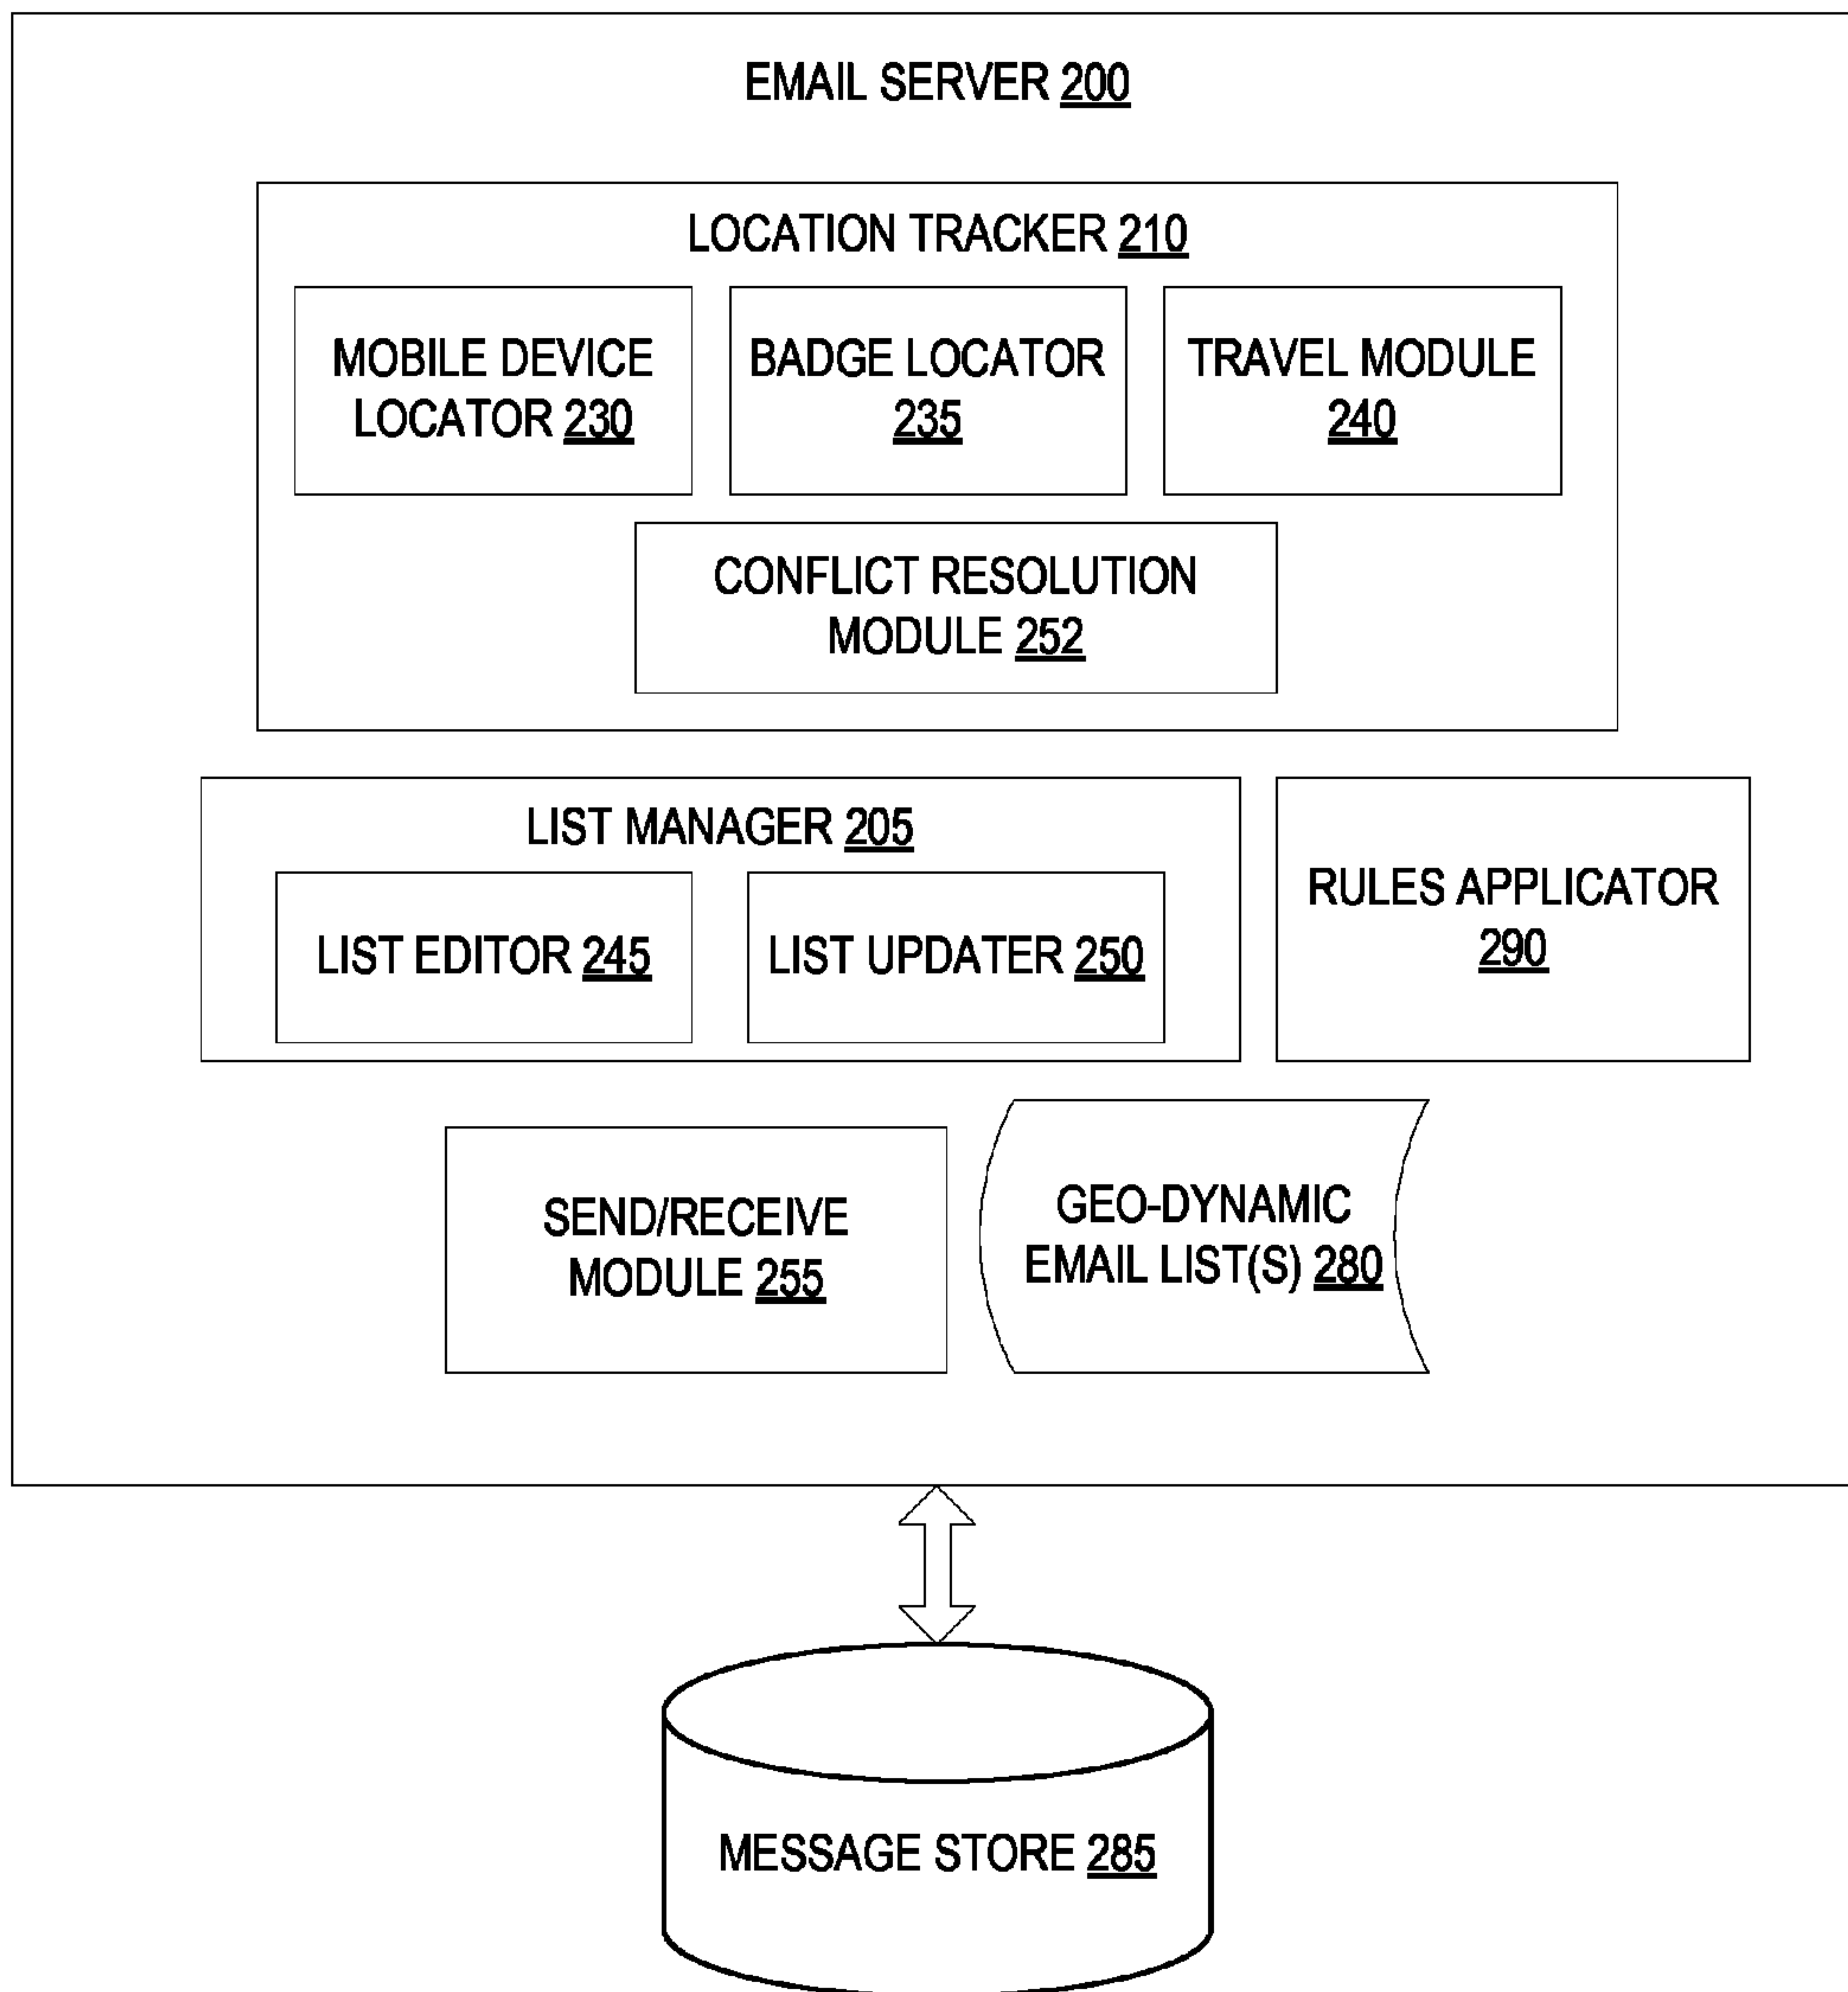 EMAIL SERVER 200
LOCATION TRACKER 210
MOBILE DEVICE
LOCATOR 230
BADGE LOCATOR
235
TRAVEL MODULE
240
CONFLICT RESOLUTION
MODULE 252
LIST MANAGER 205
LIST EDITOR 245
LIST UPDATER 250
RULES APPLICATOR
290
SEND/RECEIVE
MODULE 255
GEO-DYNAMIC
EMAIL LIST(S) 280
MESSAGE STORE 285